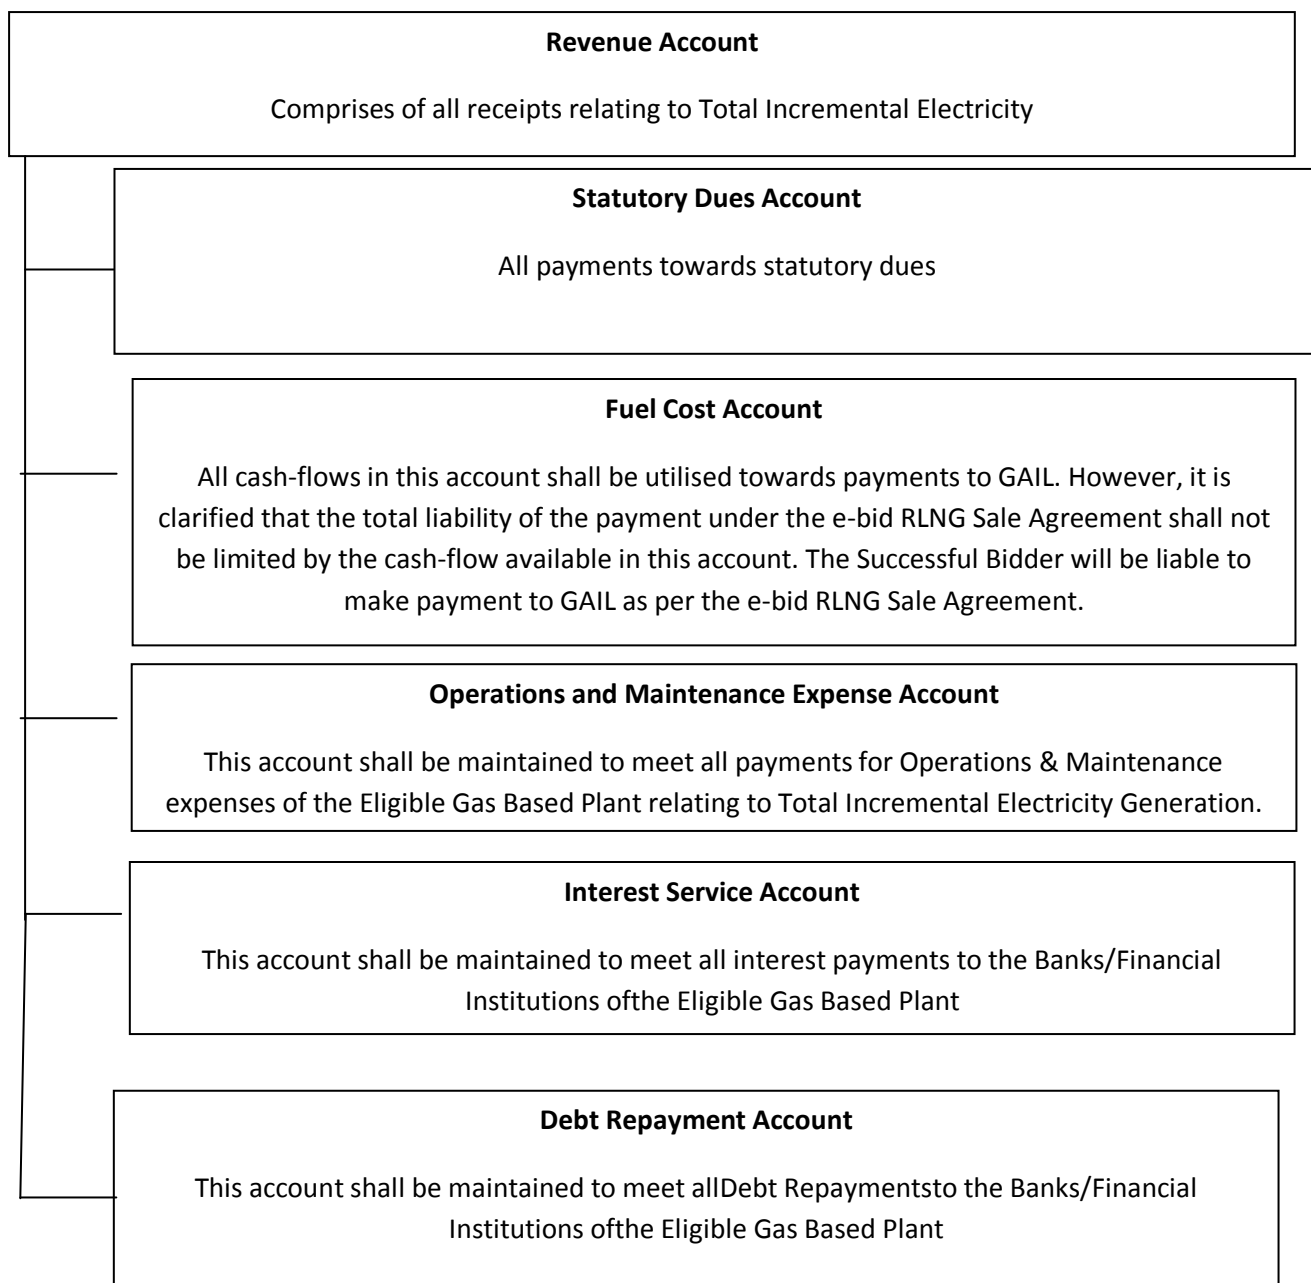 Revenue Account
Comprises of all receipts relating to Total Incremental Electricity
Statutory Dues Account
All payments towards statutory dues
Fuel Cost Account
All cash-flows in this account shall be utilised towards payments to GAIL. However, it is
clarified that the total liability of the payment under the e-bid RLNG Sale Agreement shall not
be limited by the cash-flow available in this account. The Successful Bidder will be liable to
make payment to GAIL as per the e-bid RLNG Sale Agreement.
Operations and Maintenance Expense Account
This account shall be maintained to meet all payments for Operations & Maintenance
expenses of the Eligible Gas Based Plant relating to Total Incremental Electricity Generation.
Interest Service Account
This account shall be maintained to meet all interest payments to the Banks/Financial
Institutions ofthe Eligible Gas Based Plant
Debt Repayment Account
This account shall be maintained to meet allDebt Repaymentsto the Banks/Financial
Institutions ofthe Eligible Gas Based Plant